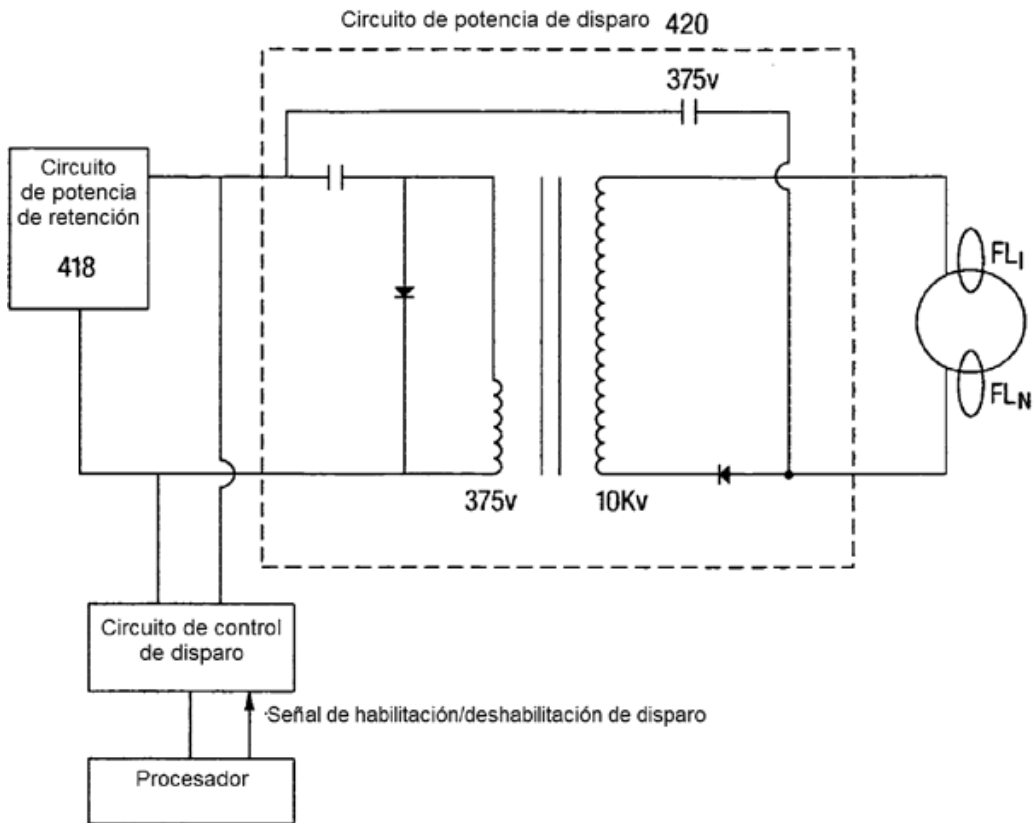 Circuito de potencia de disparo 420
375v
Circuito
de potencia
de retención
418
FL1
FLN
375v
10Kv
Circuito de control
de disparo
Señal de habilitación/deshabilitación de disparo
Procesador